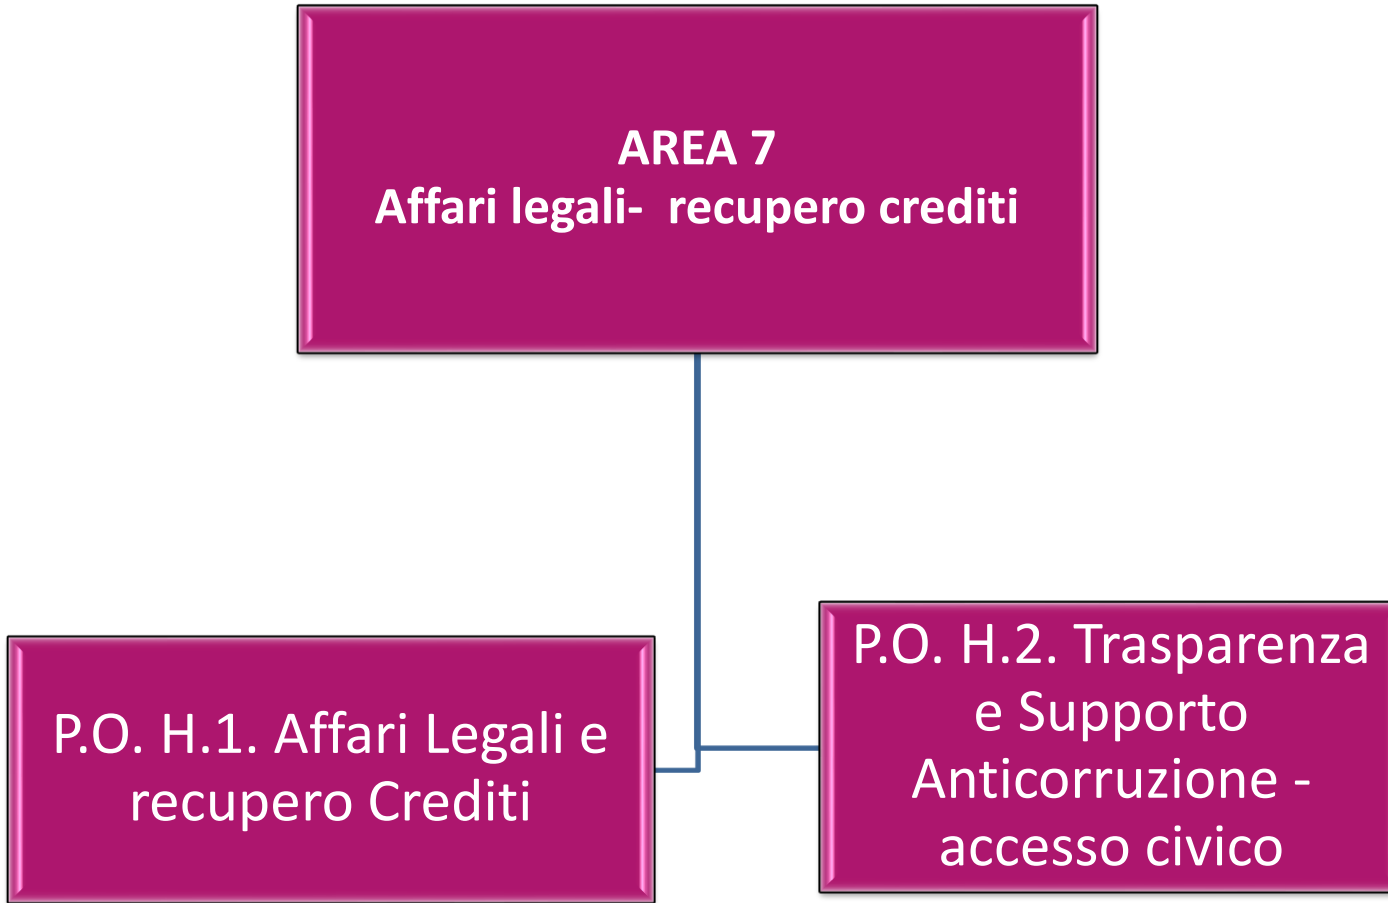 AREA 7
Affari legali-  recupero crediti
P.O. H.1. Affari Legali e
recupero Crediti
P.O. H.2. Trasparenza
e Supporto
Anticorruzione -
accesso civico